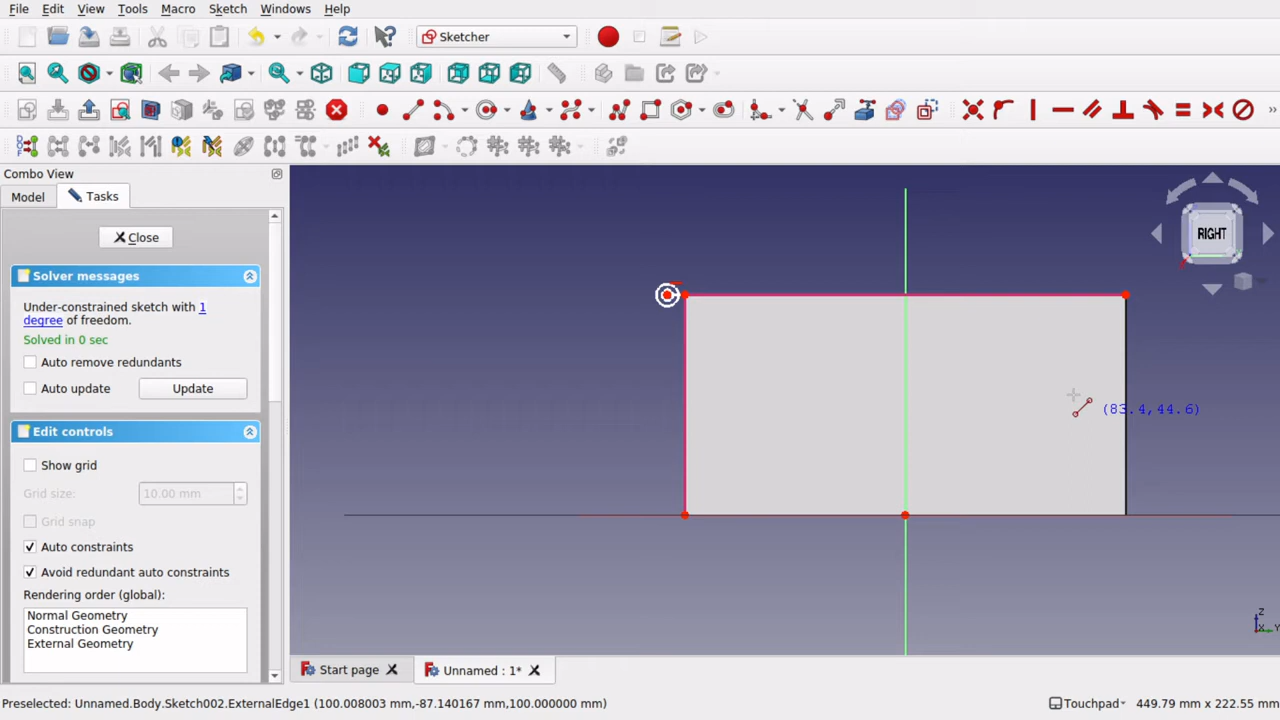 File Edit View Tools Macro Sketch Windows Help
Sketcher
Combo View
Model Tasks
Close
Solver messages
Under-constrained sketch with 1
degree of freedom.
Solved in 0 sec
Auto remove redundants
Auto update Update
Edit controls
Show grid
Grid size: 10.00 mm
Grid snap
Auto constraints
Avoid redundant auto constraints
Rendering order (global):
Normal Geometry
Construction Geometry
External Geometry
RIGHT
(83.4,44.6)
Z
X Y
Start page Unnamed : 1*
Preselected: Unnamed.Body.Sketch002.ExternalEdge1 (100.008003 mm,-87.140167 mm,100.000000 mm)
Touchpad 449.79 mm x 222.55 mm